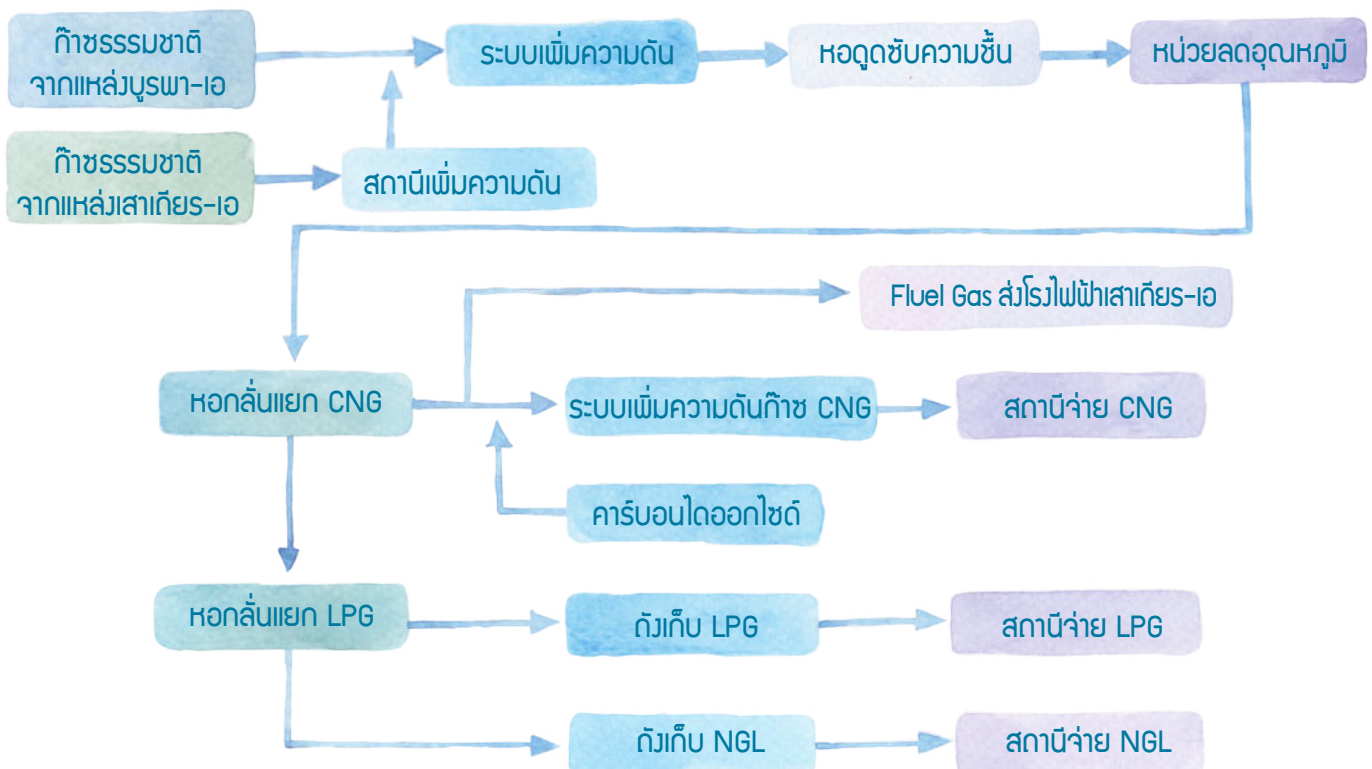 ก๊าซธรรมชาติ
จากแหล่งบูรพา-เอ
ระบบเพิ่มความดัน
หอดูดซับความชื้น
หน่วยลดอุณหภูมิ
ก๊าซธรรมชาติ
จากแหล่งเสาเถียร-เอ
สถานีเพิ่มความดัน
Fluel Gas ส่งโรงไฟฟ้าเสาเถียร-เอ
หอกลั่นแยก CNG
ระบบเพิ่มความดันก๊าซ CNG
สถานีจ่าย CNG
คาร์บอนไดออกไซด์
หอกลั่นแยก LPG
ถังเก็บ LPG
สถานีจ่าย LPG
ถังเก็บ NGL
สถานีจ่าย NGL